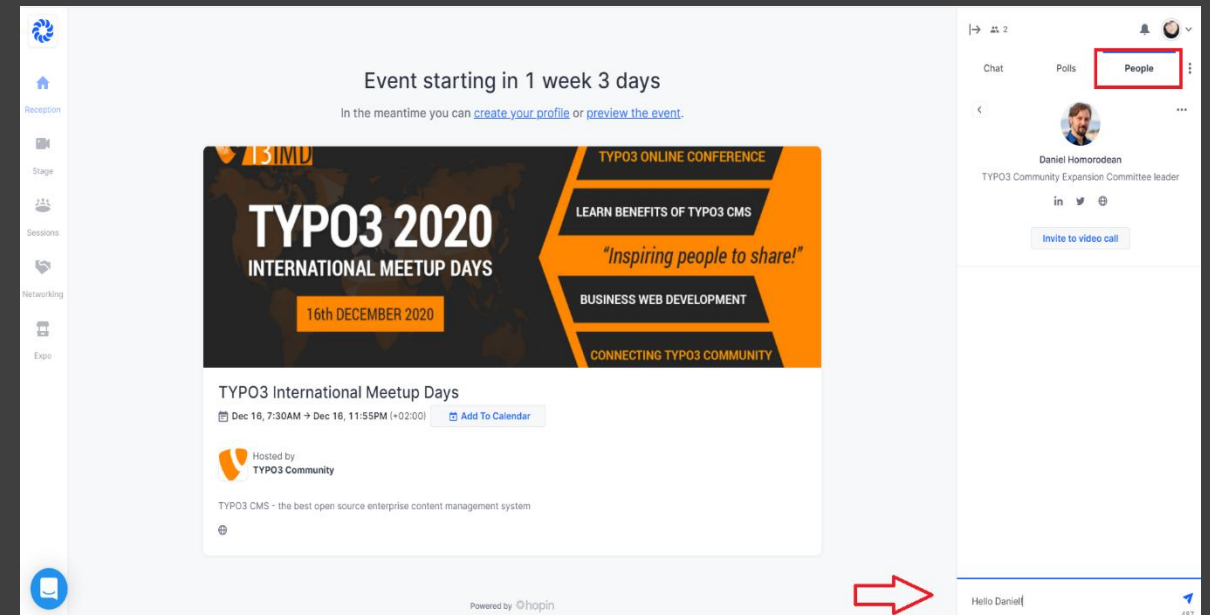 2
Chat
Polls
People
Reception
Stage
Sessions
Networking
Expo
Event starting in 1 week 3 days
In the meantime you can create your profile or preview the event.
T3IMD
TYPO3 2020
INTERNATIONAL MEETUP DAYS
16th DECEMBER 2020
TYPO3 ONLINE CONFERENCE
LEARN BENEFITS OF TYPO3 CMS
"Inspiring people to share!"
BUSINESS WEB DEVELOPMENT
CONNECTING TYPO3 COMMUNITY
TYPO3 International Meetup Days
Dec 16, 7:30AM → Dec 16, 11:55PM (+02:00)
Add To Calendar
Hosted by
TYPO3 Community
TYPO3 CMS - the best open source enterprise content management system
Powered by hopin
Daniel Homorodean
TYPO3 Community Expansion Committee leader
in
Invite to video call
Hello Daniel!
487